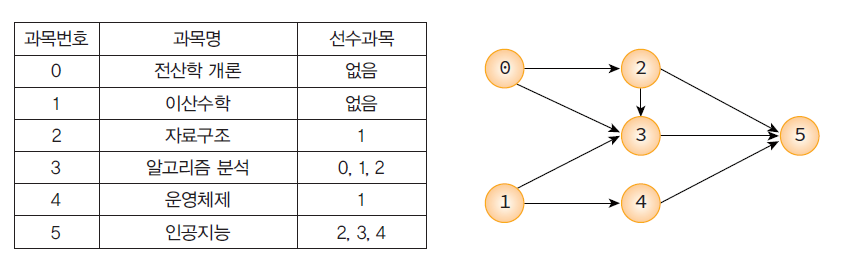 과목번호 과목명 선수과목
0 전산학 개론 없음
1 이산수학 없음
2 자료구조 1
3 알고리즘 분석 0, 1, 2
4 운영체제 1
5 인공지능 2, 3, 4
0 2
3 5
1 4